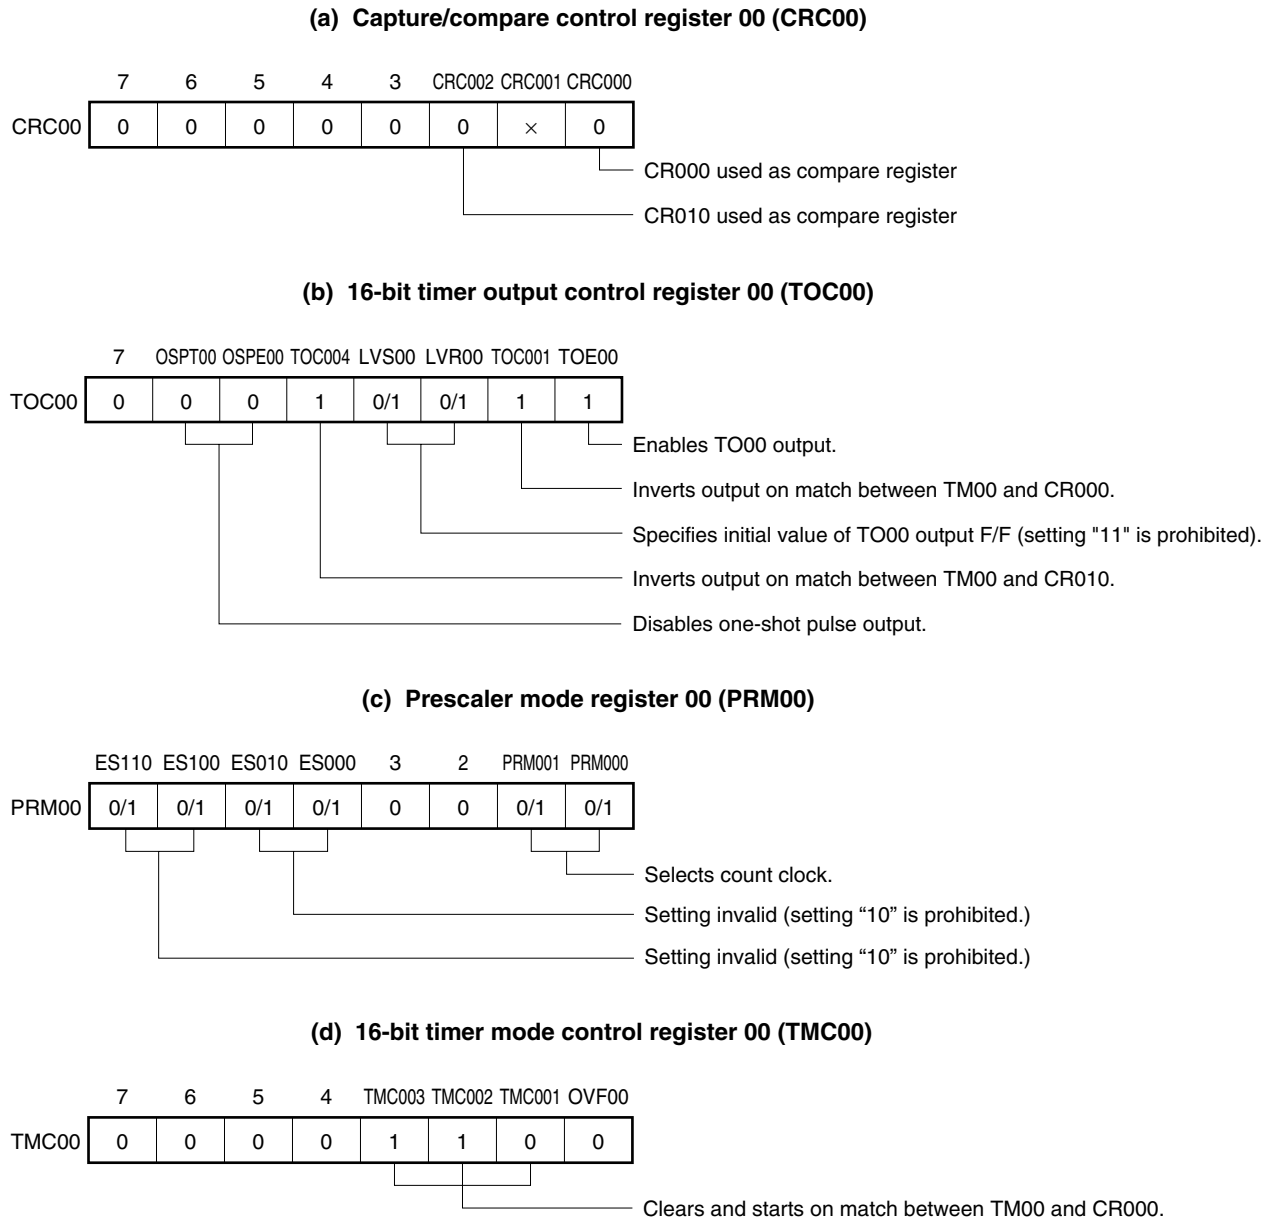 (a) Capture/compare control register 00 (CRC00)
7 6 5 4 3 CRC002 CRC001 CRC000
CRC00 0 0 0 0 0 0 × 0
CR000 used as compare register
CR010 used as compare register
(b) 16-bit timer output control register 00 (TOC00)
7 OSPT00 OSPE00 TOC004 LVS00 LVR00 TOC001 TOE00
TOC00 0 0 0 1 0/1 0/1 1 1
Enables TO00 output.
Inverts output on match between TM00 and CR000.
Specifies initial value of TO00 output F/F (setting "11" is prohibited).
Inverts output on match between TM00 and CR010.
Disables one-shot pulse output.
(c) Prescaler mode register 00 (PRM00)
ES110 ES100 ES010 ES000 3 2 PRM001 PRM000
PRM00 0/1 0/1 0/1 0/1 0 0 0/1 0/1
Selects count clock.
Setting invalid (setting “10” is prohibited.)
Setting invalid (setting “10” is prohibited.)
(d) 16-bit timer mode control register 00 (TMC00)
7 6 5 4 TMC003 TMC002 TMC001 OVF00
TMC00 0 0 0 0 1 1 0 0
Clears and starts on match between TM00 and CR000.